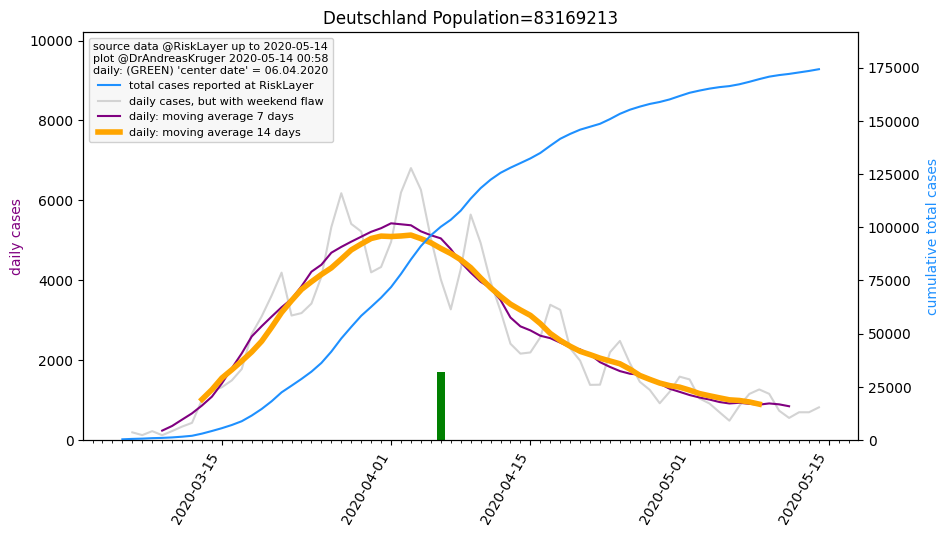 Deutschland Population=83169213
source data @RiskLayer up to 2020-05-14
plot @DrAndreasKruger 2020-05-14 00:58
daily: (GREEN) 'center date' = 06.04.2020
total cases reported at RiskLayer
daily cases, but with weekend flaw
daily: moving average 7 days
daily: moving average 14 days
daily cases
10000
8000
6000
4000
2000
0
cumulative total cases
175000
150000
125000
100000
75000
50000
25000
0
2020-03-15
2020-04-01
2020-04-15
2020-05-01
2020-05-15